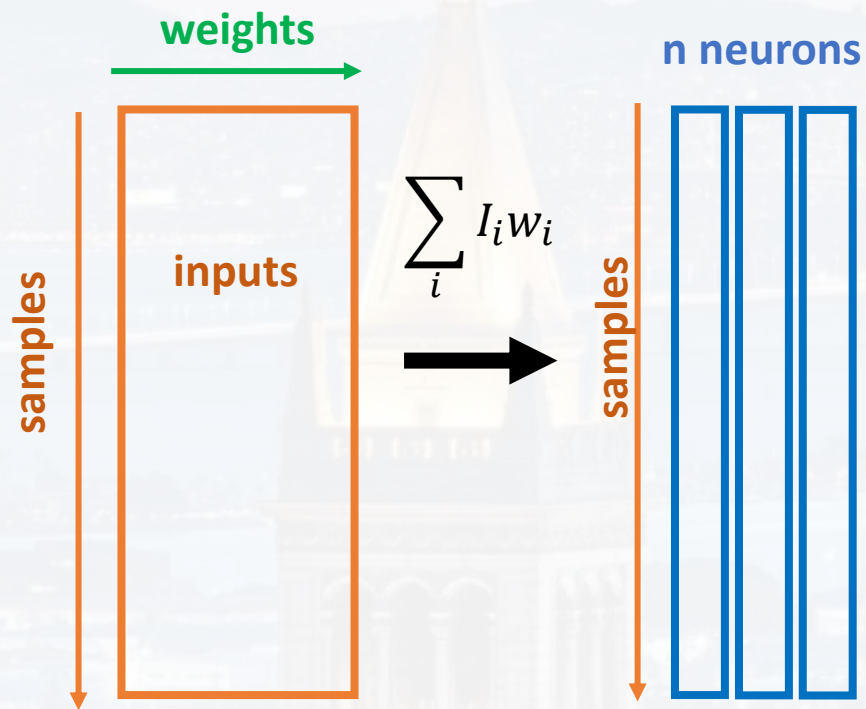 weights
n neurons
samples
inputs
∑ᵢ Iᵢwᵢ
samples